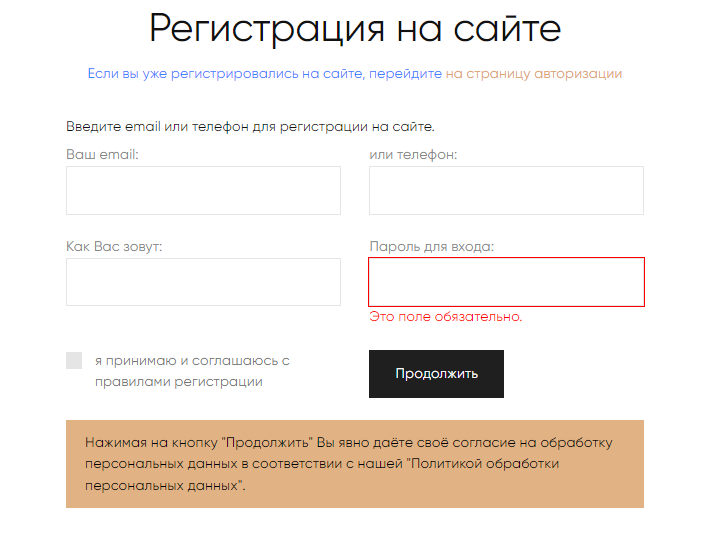 Регистрация на сайте
Если вы уже регистрировались на сайте, перейдите на страницу авторизации
Введите email или телефон для регистрации на сайте.
Ваш email:
или телефон:
Как Вас зовут:
Пароль для входа:
Это поле обязательно.
я принимаю и соглашаюсь с
правилами регистрации
Продолжить
Нажимая на кнопку "Продолжить" Вы явно даёте своё согласие на обработку
персональных данных в соответствии с нашей "Политикой обработки
персональных данных".